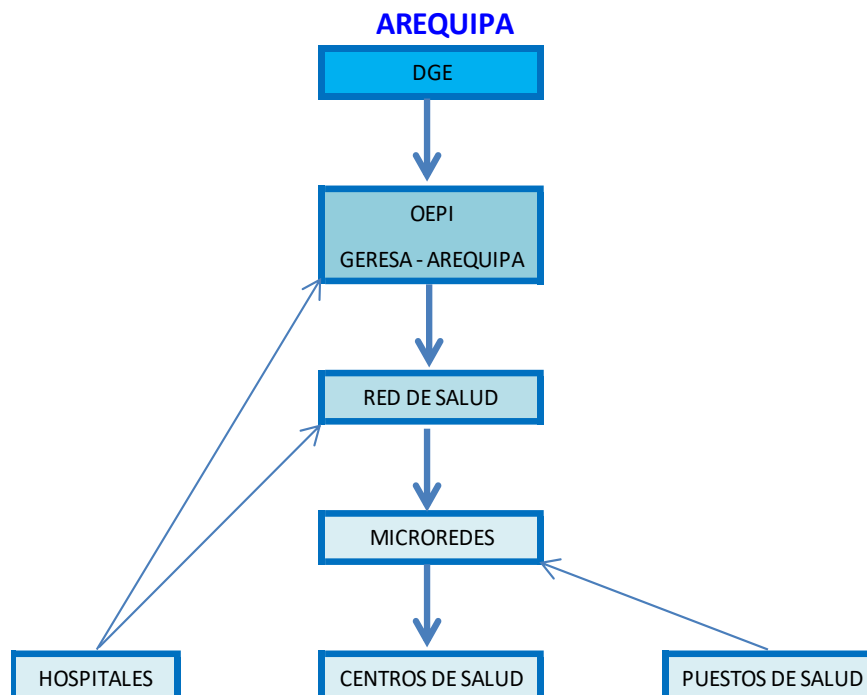 AREQUIPA
DGE
OEPI
GERESA - AREQUIPA
RED DE SALUD
MICROREDES
HOSPITALES
CENTROS DE SALUD
PUESTOS DE SALUD